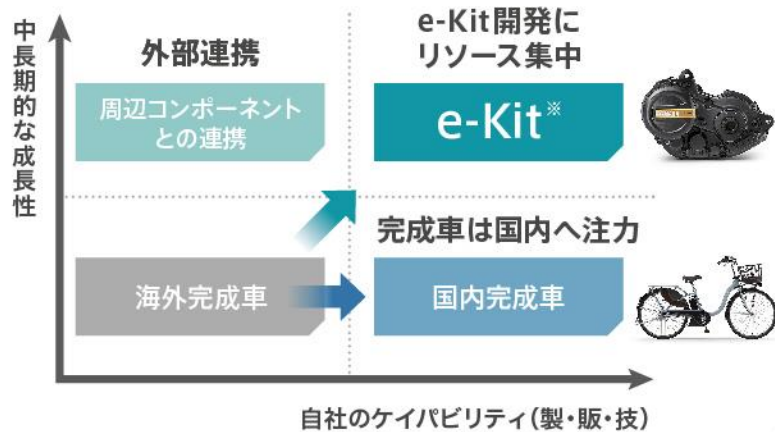 中長期的な成長性
外部連携
周辺コンポーネント
との連携
e-Kit開発に
リソース集中
e-Kit※
海外完成車
完成車は国内へ注力
国内完成車
自社のケイパビリティ(製・販・技)